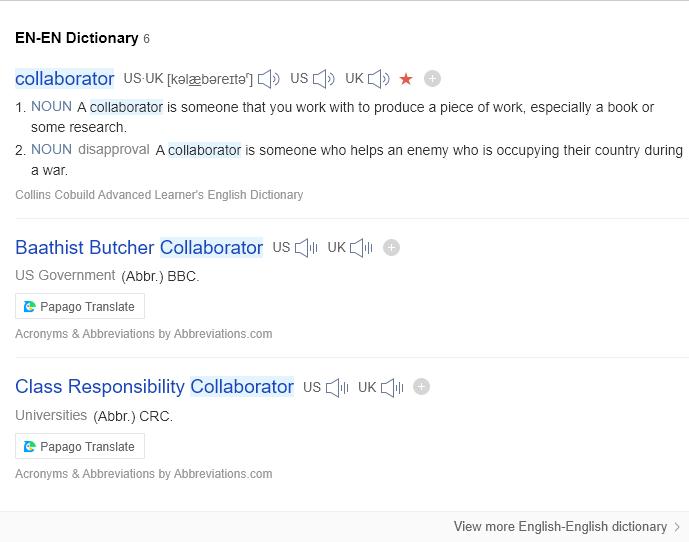 EN-EN Dictionary 6
collaborator US·UK [kəlæbəreɪtəʳ] US UK
1. NOUN A collaborator is someone that you work with to produce a piece of work, especially a book or
some research.
2. NOUN disapproval A collaborator is someone who helps an enemy who is occupying their country during
a war.
Collins Cobuild Advanced Learner's English Dictionary
Baathist Butcher Collaborator US UK
US Government (Abbr.) BBC.
Papago Translate
Acronyms & Abbreviations by Abbreviations.com
Class Responsibility Collaborator US UK
Universities (Abbr.) CRC.
Papago Translate
Acronyms & Abbreviations by Abbreviations.com
View more English-English dictionary >